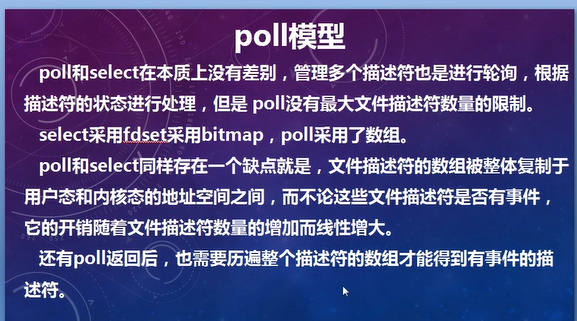 poll模型
poll和select在本质上没有差别，管理多个描述符也是进行轮询，根据
描述符的状态进行处理，但是 poll没有最大文件描述符数量的限制。
select采用fdset采用bitmap，poll采用了数组。
poll和select同样存在一个缺点就是，文件描述符的数组被整体复制于
用户态和内核态的地址空间之间，而不论这些文件描述符是否有事件，
它的开销随着文件描述符数量的增加而线性增大。
还有poll返回后，也需要历遍整个描述符的数组才能得到有事件的描
述符。